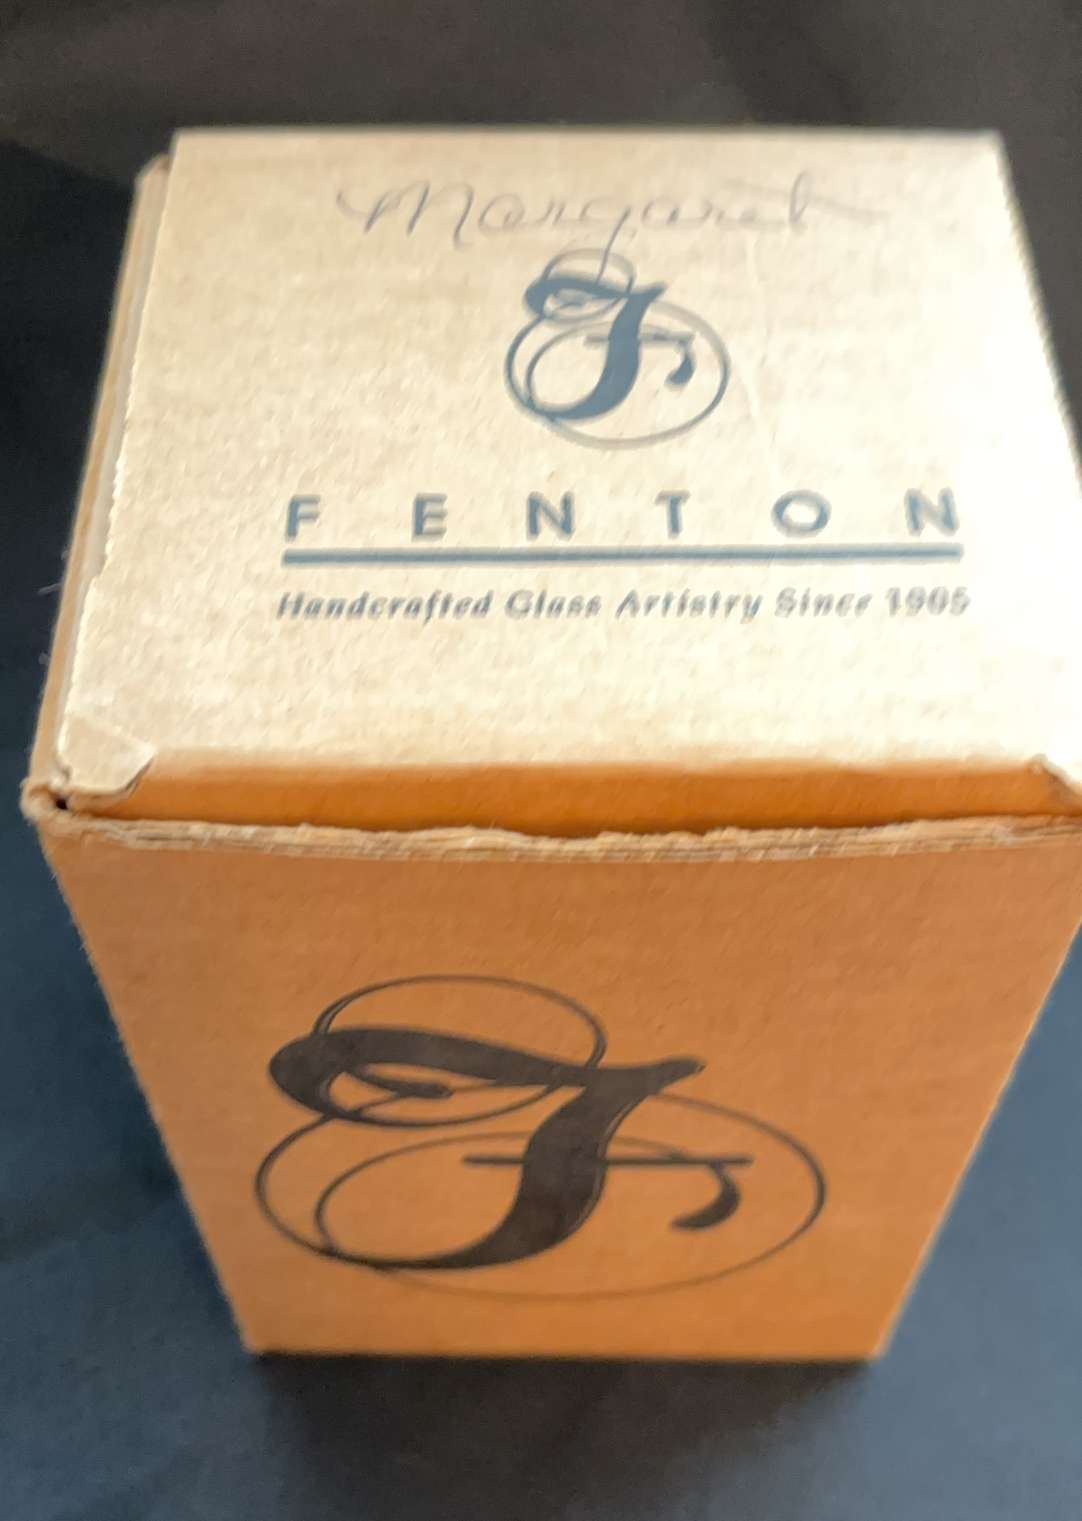 Margaret
F
FENTON
Handcrafted Glass Artistry Since 1905
F